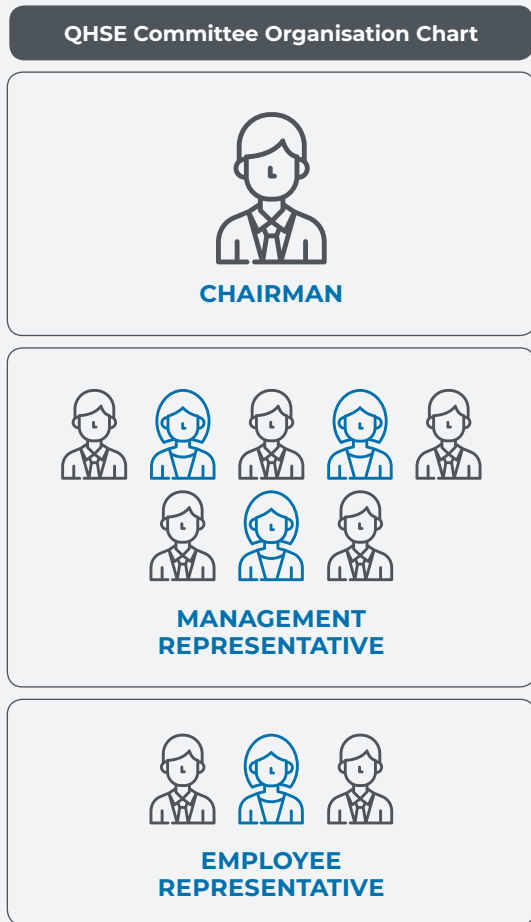 QHSE Committee Organisation Chart
CHAIRMAN
MANAGEMENT
REPRESENTATIVE
EMPLOYEE
REPRESENTATIVE